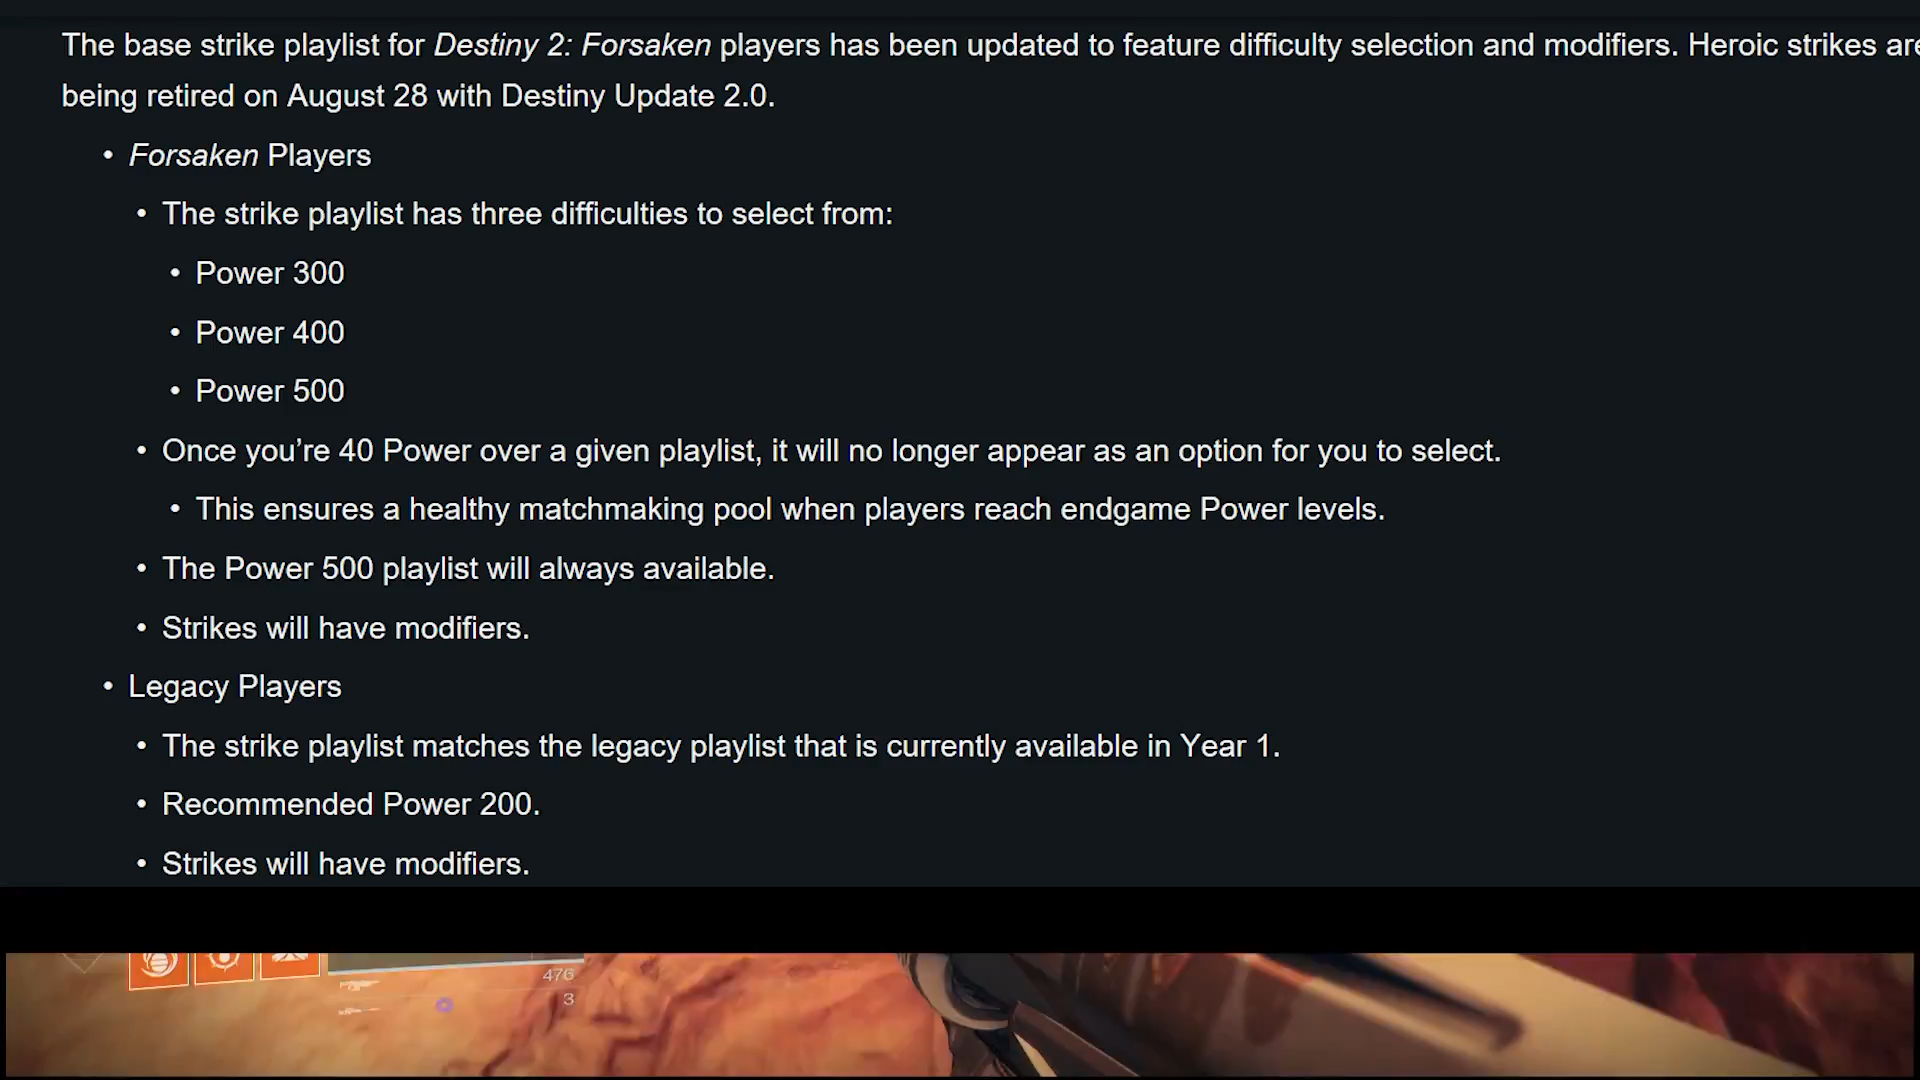 The base strike playlist for Destiny 2: Forsaken players has been updated to feature difficulty selection and modifiers. Heroic strikes are
being retired on August 28 with Destiny Update 2.0.
• Forsaken Players
• The strike playlist has three difficulties to select from:
• Power 300
• Power 400
• Power 500
• Once you’re 40 Power over a given playlist, it will no longer appear as an option for you to select.
• This ensures a healthy matchmaking pool when players reach endgame Power levels.
• The Power 500 playlist will always available.
• Strikes will have modifiers.
• Legacy Players
• The strike playlist matches the legacy playlist that is currently available in Year 1.
• Recommended Power 200.
• Strikes will have modifiers.
476
3